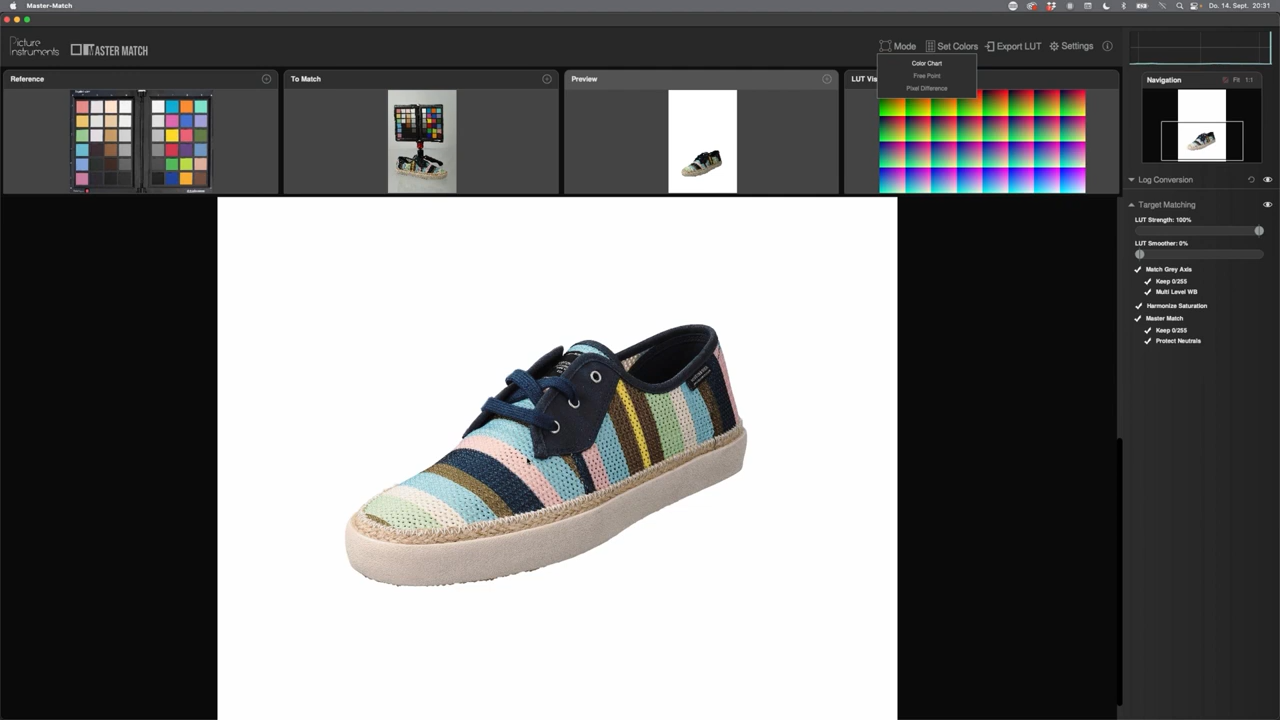 Master-Match
Do. 14. Sept. 20:31
Picture Instruments
MASTER MATCH
Mode
Set Colors
Export LUT
Settings
Color Chart
Free Point
Pixel Difference
Reference
To Match
Preview
LUT Vis
Navigation
Fit
1:1
Log Conversion
Target Matching
LUT Strength: 100%
LUT Smoother: 0%
Match Grey Axis
Keep 0/255
Multi Level WB
Harmonize Saturation
Master Match
Keep 0/255
Protect Neutrals